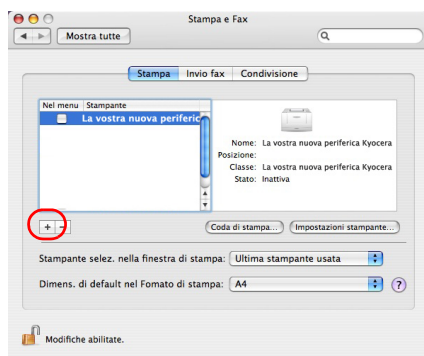 Stampa e Fax
Mostra tutte
Stampa Invio fax Condivisione
Nel menu Stampante
La vostra nuova periferic
Nome: La vostra nuova periferica Kyocera
Posizione:
Classe: La vostra nuova periferica Kyocera
Stato: Inattiva
+ −
Coda di stampa... Impostazioni stampante...
Stampante selez. nella finestra di stampa: Ultima stampante usata
Dimens. di default nel Fomato di stampa: A4 ?
Modifiche abilitate.